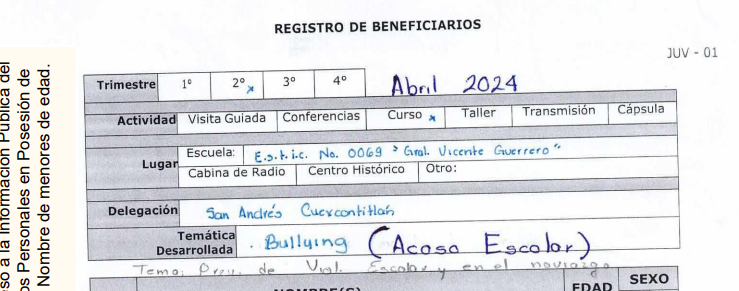 REGISTRO DE BENEFICIARIOS
JUV - 01
Trimestre 1° 2° x 3° 4° Abril 2024
Actividad Visita Guiada Conferencias Curso x Taller Transmisión Cápsula
Lugar Escuela: E.s.t.i.c. No. 0069 "Gral. Vicente Guerrero"
Cabina de Radio Centro Histórico Otro:
Delegación San Andrés Cuexcontitlán
Temática Desarrollada . Bullying (Acoso Escolar)
Tema: Prev. de Viol. Escolar y en el noviazgo
NOMBRE(S) EDAD SEXO
so a la Información Pública del
os Personales en Posesión de
Nombre de menores de edad.